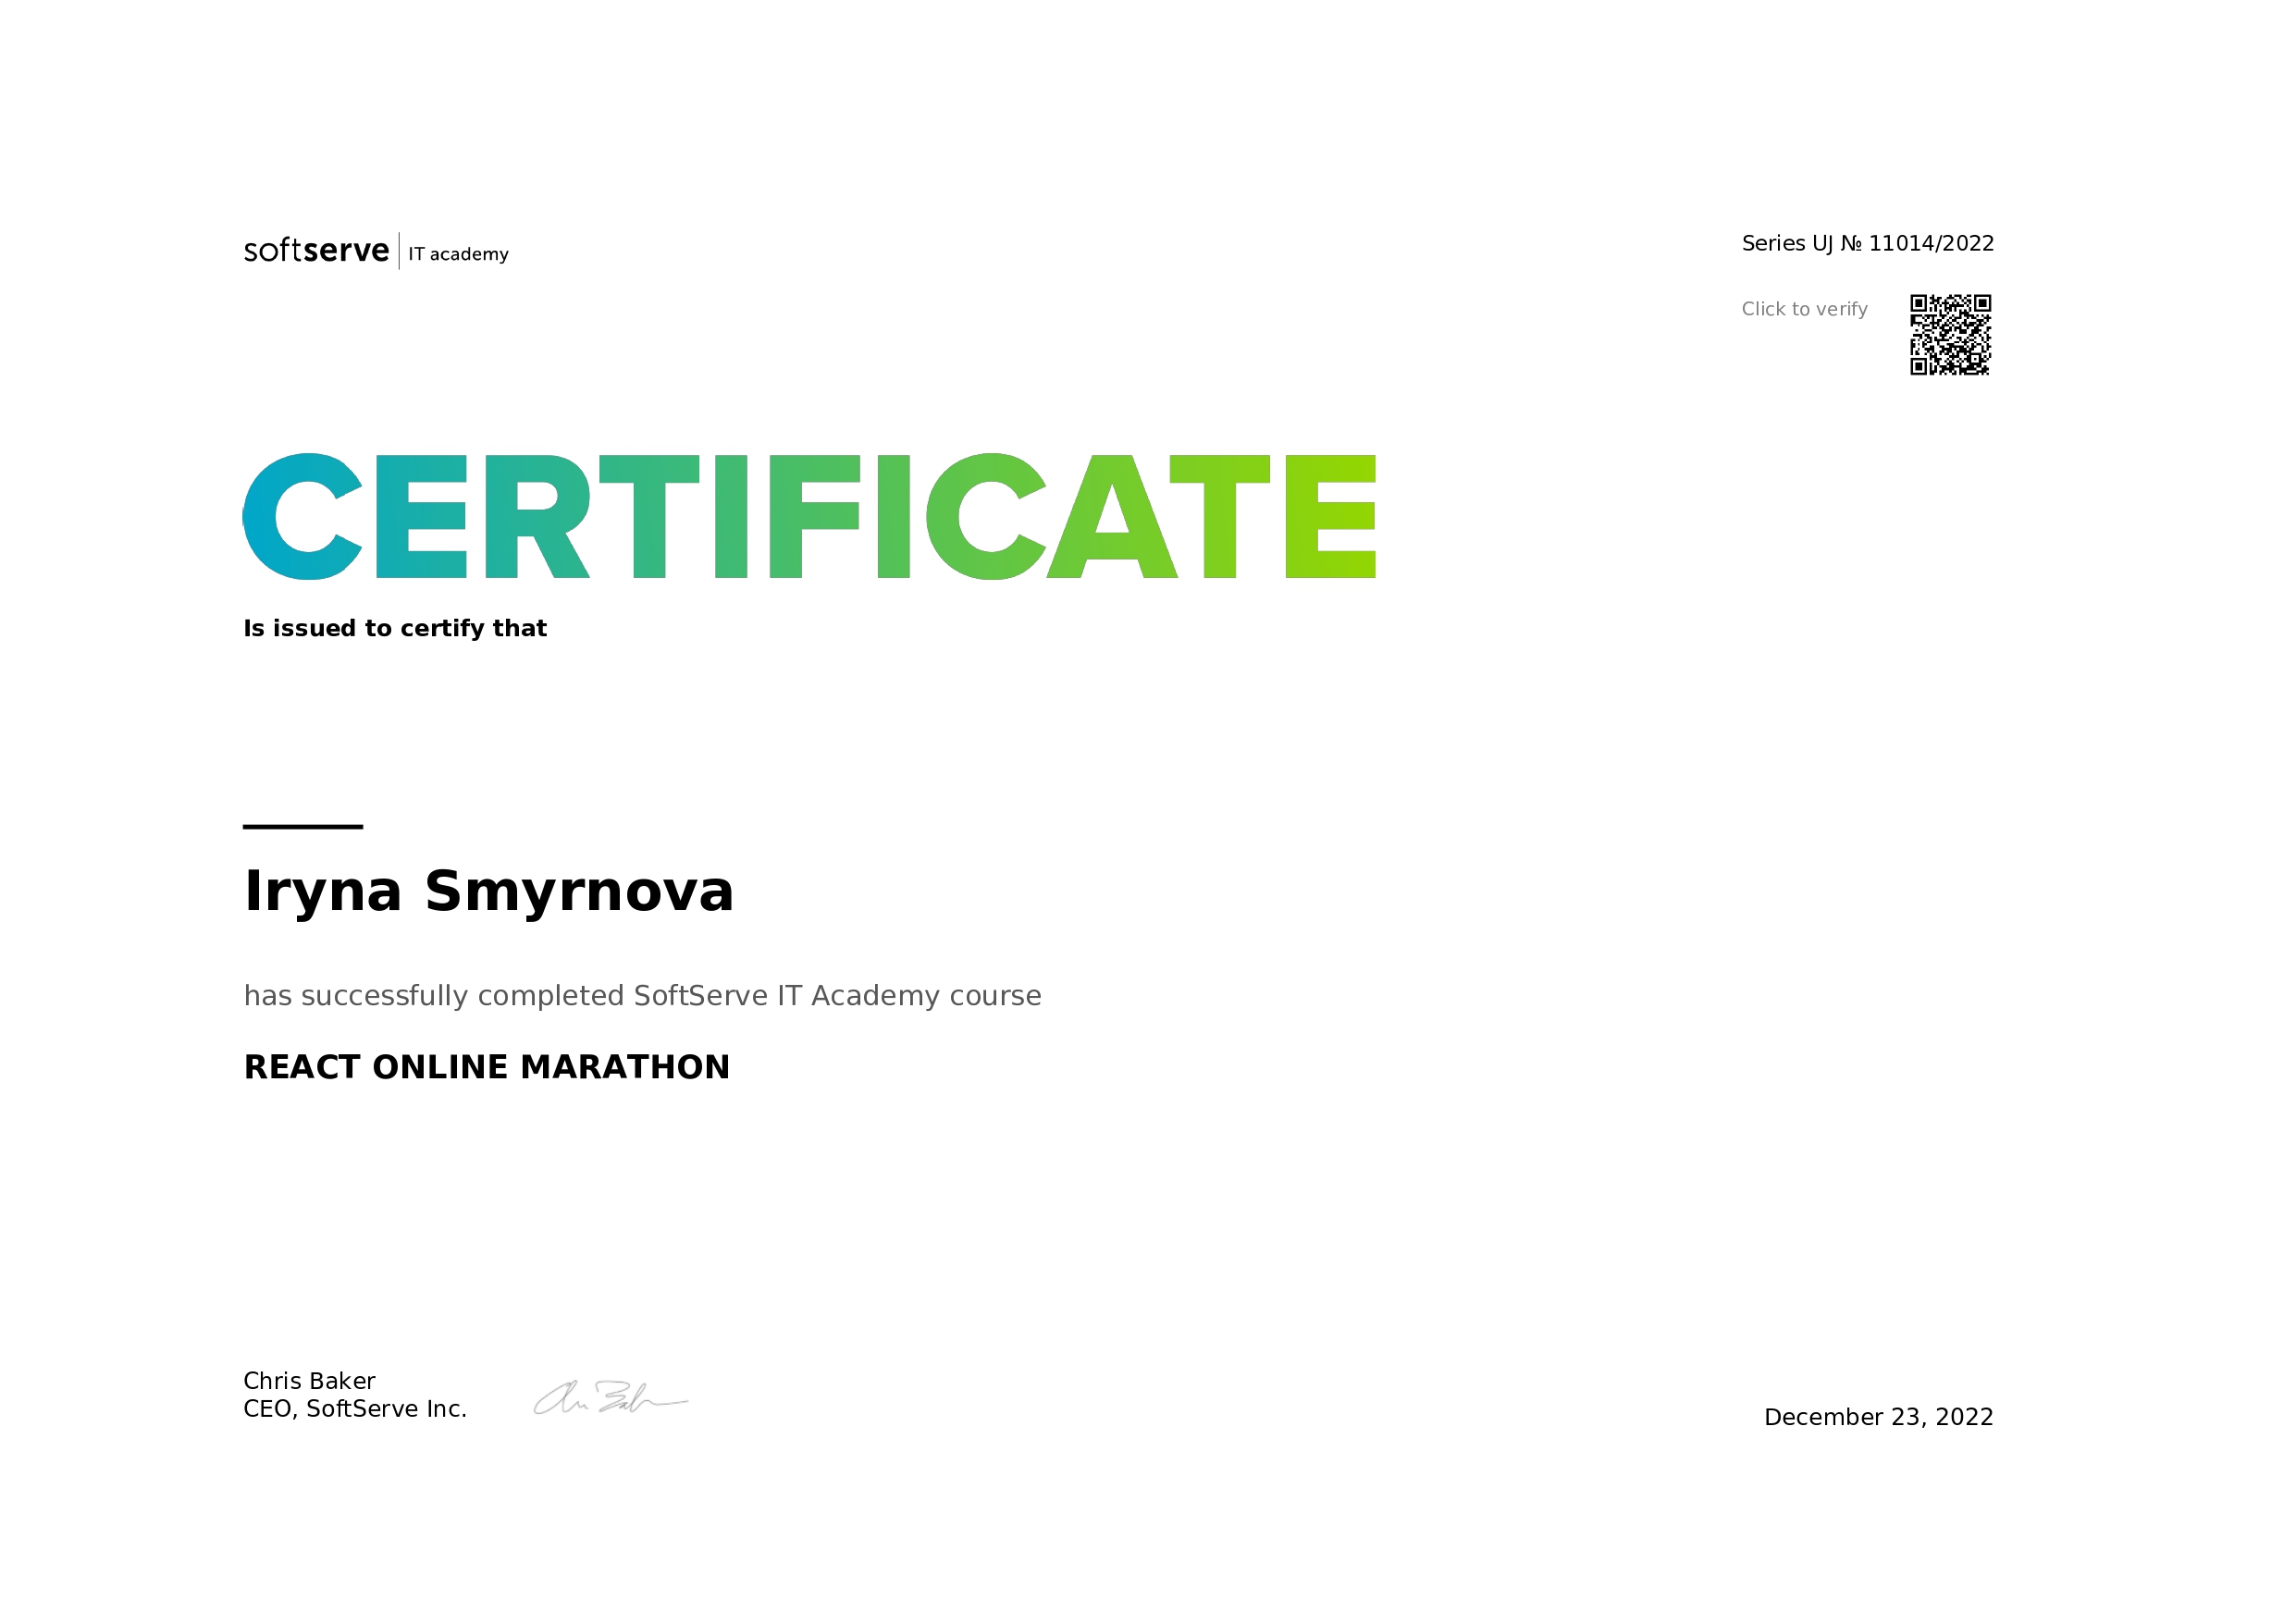 softserve IT academy
Series UJ № 11014/2022
Click to verify
CERTIFICATE
Is issued to certify that
Iryna Smyrnova
has successfully completed SoftServe IT Academy course
REACT ONLINE MARATHON
Chris Baker
CEO, SoftServe Inc.
December 23, 2022